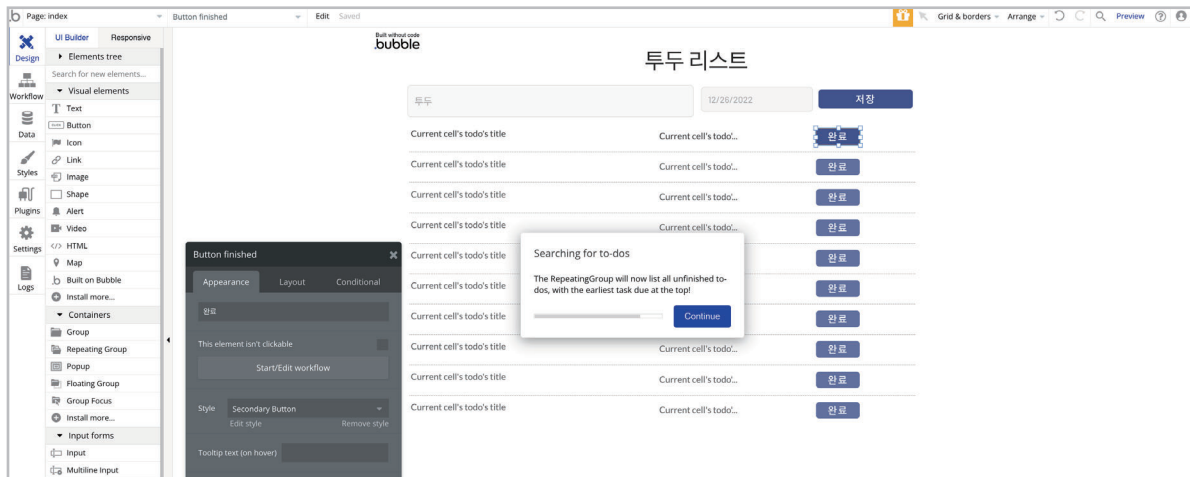 Page: index
Button finished
Edit
Saved
Grid & borders
Arrange
Preview
Design
Workflow
Data
Styles
Plugins
Settings
Logs
UI Builder
Responsive
Elements tree
Search for new elements...
Visual elements
Text
Button
Icon
Link
Image
Shape
Alert
Video
HTML
Map
Built on Bubble
Install more...
Containers
Group
Repeating Group
Popup
Floating Group
Group Focus
Install more...
Input forms
Input
Multiline Input
Built without code
.bubble
투두 리스트
투두
12/26/2022
저장
Current cell's todo's title
Current cell's todo'...
완료
Current cell's todo's title
Current cell's todo'...
완료
Current cell's todo's title
Current cell's todo'...
완료
Current cell's todo's title
Current cell's todo'...
완료
Current cell's todo's title
완료
Current cell's todo's title
완료
Current cell's todo's title
완료
Current cell's todo's title
Current cell's todo'...
완료
Current cell's todo's title
Current cell's todo'...
완료
Current cell's todo's title
Current cell's todo'...
완료
Searching for to-dos
The RepeatingGroup will now list all unfinished to-
dos, with the earliest task due at the top!
Continue
Button finished
Appearance
Layout
Conditional
완료
This element isn't clickable
Start/Edit workflow
Style
Secondary Button
Edit style
Remove style
Tooltip text (on hover)